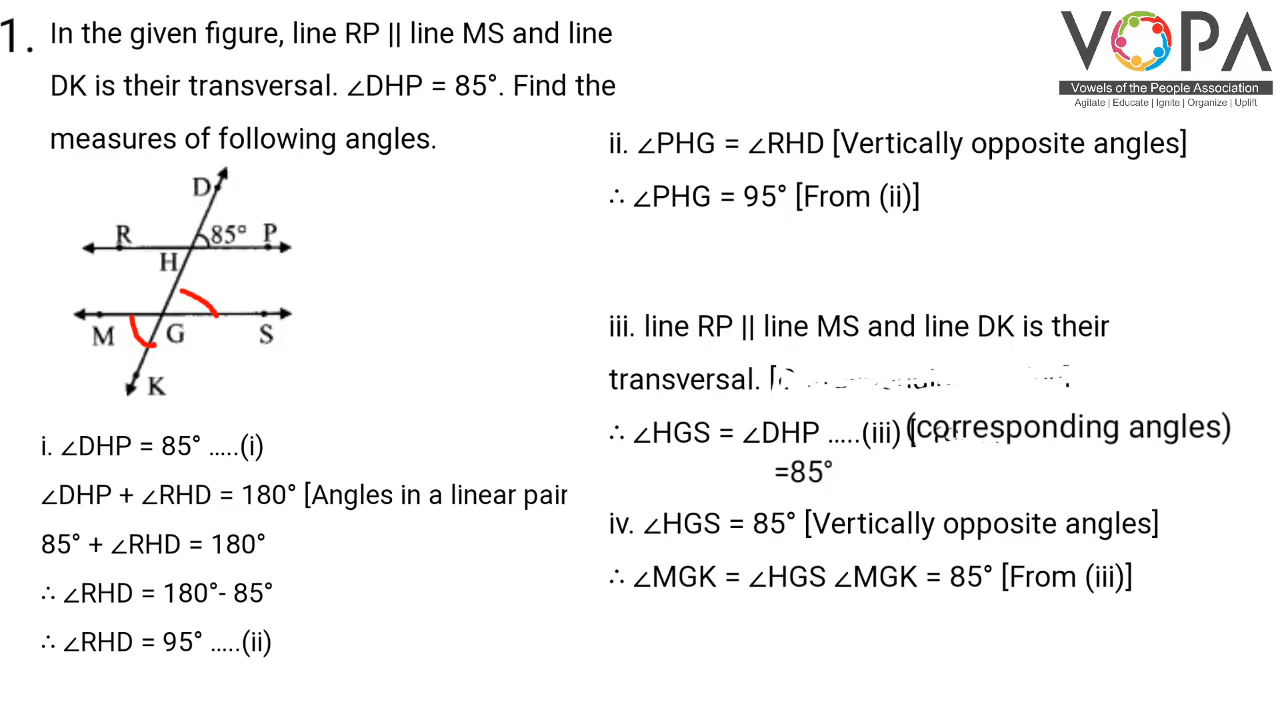 1. In the given figure, line RP || line MS and line
DK is their transversal. ∠DHP = 85°. Find the
measures of following angles.
D
R
85° P
H
M
G
S
K
i. ∠DHP = 85° .....(i)
∠DHP + ∠RHD = 180° [Angles in a linear pair
85° + ∠RHD = 180°
∴ ∠RHD = 180°- 85°
∴ ∠RHD = 95° .....(ii)
VOPA
Vowels of the People Association
Agitate | Educate | Ignite | Organize | Uplift
ii. ∠PHG = ∠RHD [Vertically opposite angles]
∴ ∠PHG = 95° [From (ii)]
iii. line RP || line MS and line DK is their
transversal. [
∴ ∠HGS = ∠DHP .....(iii) (corresponding angles)
=85°
iv. ∠HGS = 85° [Vertically opposite angles]
∴ ∠MGK = ∠HGS ∠MGK = 85° [From (iii)]